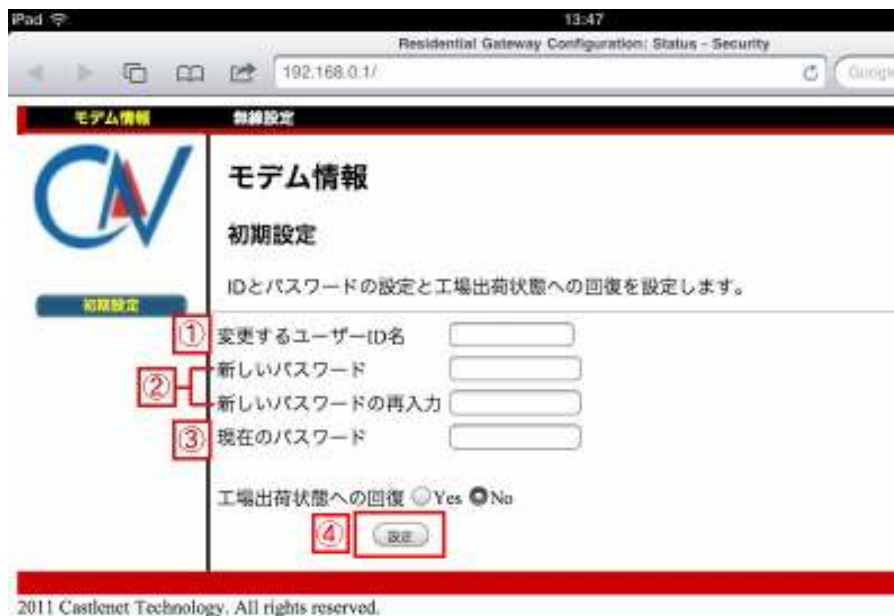 iPad 13:47
Residential Gateway Configuration: Status - Security
192.168.0.1/ Google
モデム情報 無線設定
CN
モデム情報
初期設定
IDとパスワードの設定と工場出荷状態への回復を設定します。
初期設定
① 変更するユーザーID名
② 新しいパスワード
新しいパスワードの再入力
③ 現在のパスワード
工場出荷状態への回復 Yes No
④ 設定
2011 Castlenet Technology. All rights reserved.